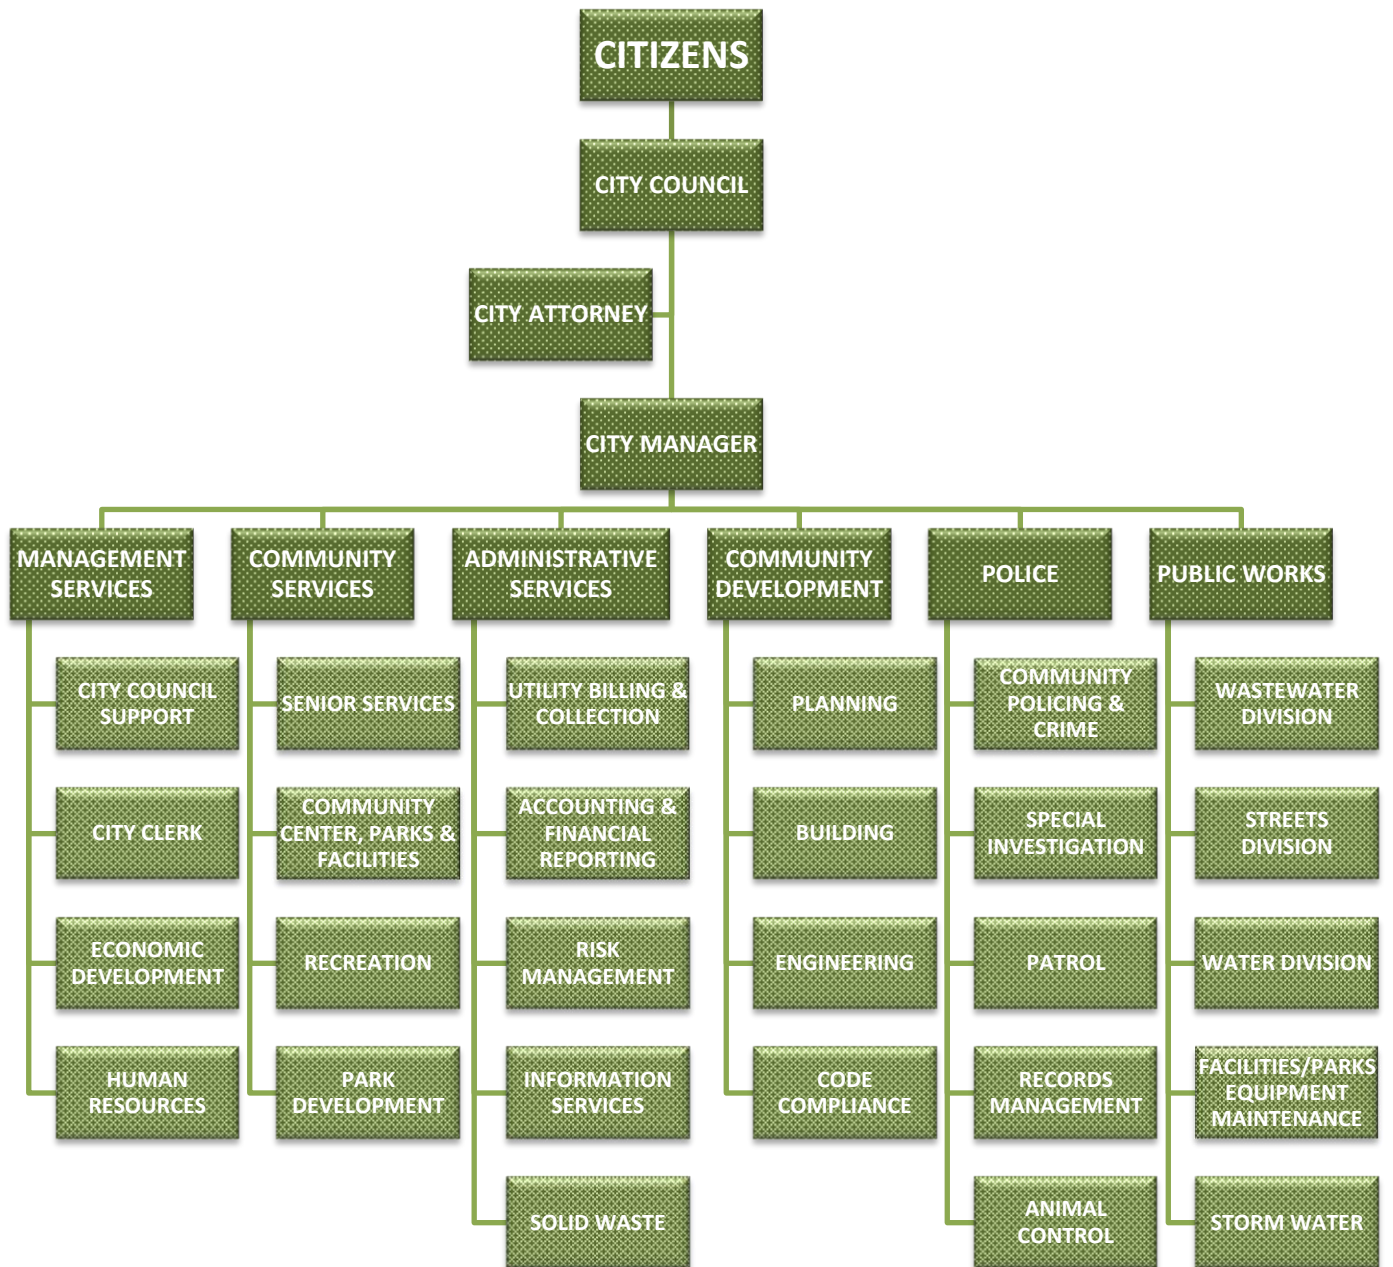 CITIZENS
CITY COUNCIL
CITY ATTORNEY
CITY MANAGER
MANAGEMENT
SERVICES
COMMUNITY
SERVICES
ADMINISTRATIVE
SERVICES
COMMUNITY
DEVELOPMENT
POLICE
PUBLIC WORKS
CITY COUNCIL
SUPPORT
CITY CLERK
ECONOMIC
DEVELOPMENT
HUMAN
RESOURCES
SENIOR SERVICES
COMMUNITY
CENTER, PARKS &
FACILITIES
RECREATION
PARK
DEVELOPMENT
UTILITY BILLING &
COLLECTION
ACCOUNTING &
FINANCIAL
REPORTING
RISK
MANAGEMENT
INFORMATION
SERVICES
SOLID WASTE
PLANNING
BUILDING
ENGINEERING
CODE
COMPLIANCE
COMMUNITY
POLICING &
CRIME
SPECIAL
INVESTIGATION
PATROL
RECORDS
MANAGEMENT
ANIMAL
CONTROL
WASTEWATER
DIVISION
STREETS
DIVISION
WATER DIVISION
FACILITIES/PARKS
EQUIPMENT
MAINTENANCE
STORM WATER